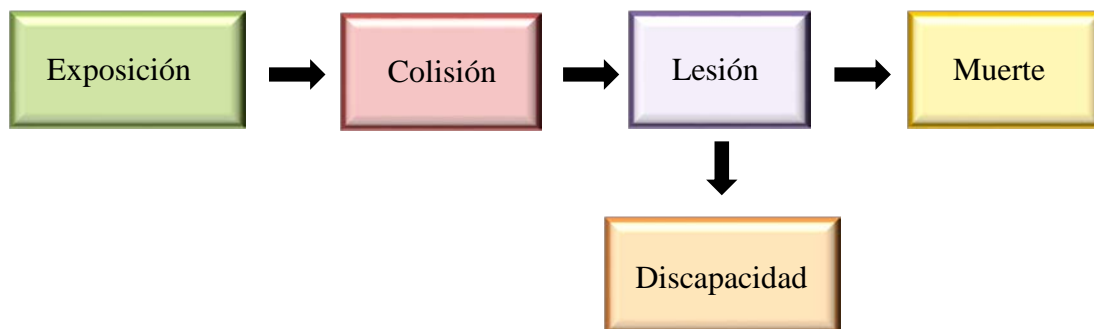 Exposición
Colisión
Lesión
Muerte
Discapacidad